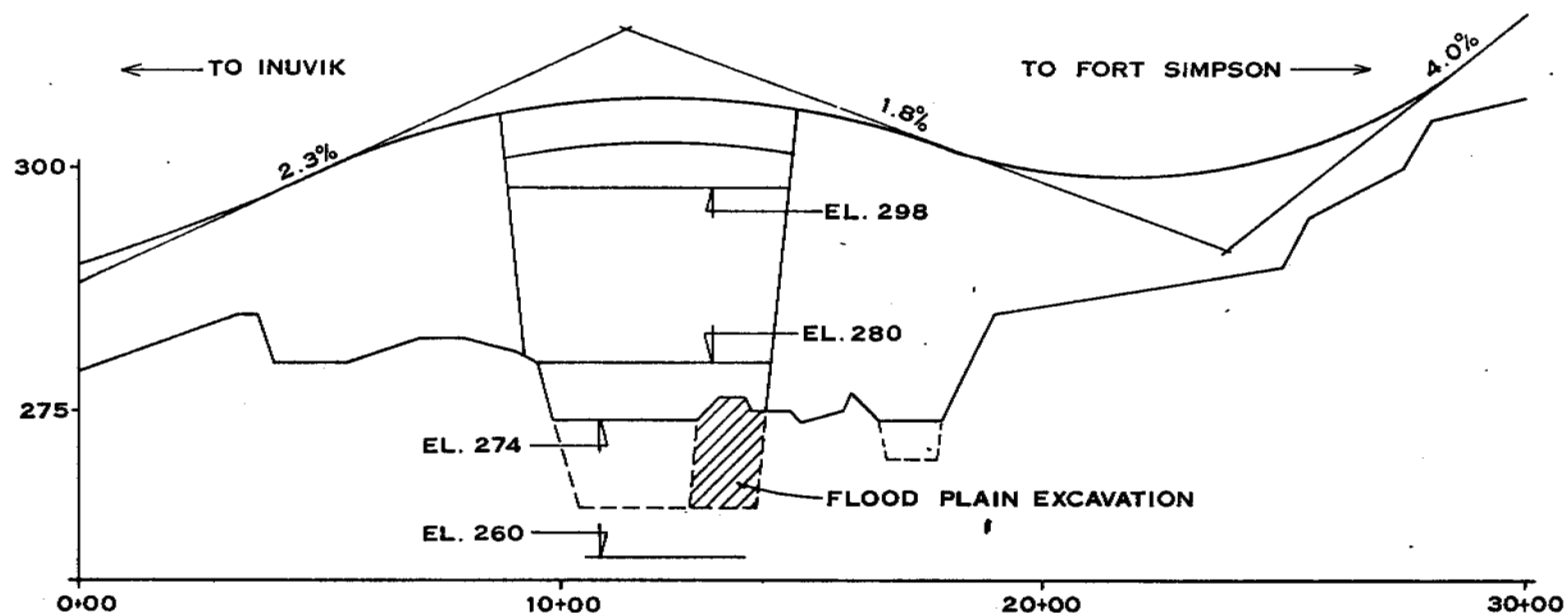 TO INUVIK
TO FORT SIMPSON
4.0%
1.8%
2.3%
300
EL. 298
EL. 280
275
EL. 274
FLOOD PLAIN EXCAVATION
EL. 260
0+00
10+00
20+00
30+00